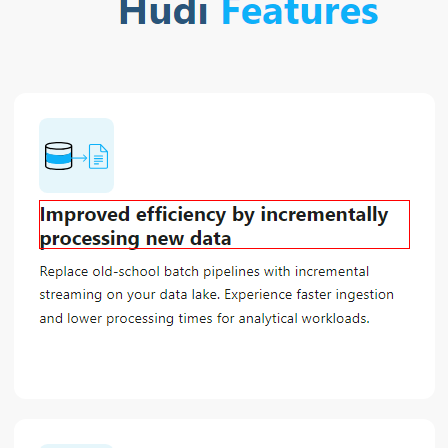 Hudi Features
Improved efficiency by incrementally
processing new data
Replace old-school batch pipelines with incremental
streaming on your data lake. Experience faster ingestion
and lower processing times for analytical workloads.